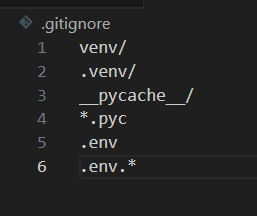 .gitignore
1 venv/
2 .venv/
3 __pycache__/
4 *.pyc
5 .env
6 .env.*